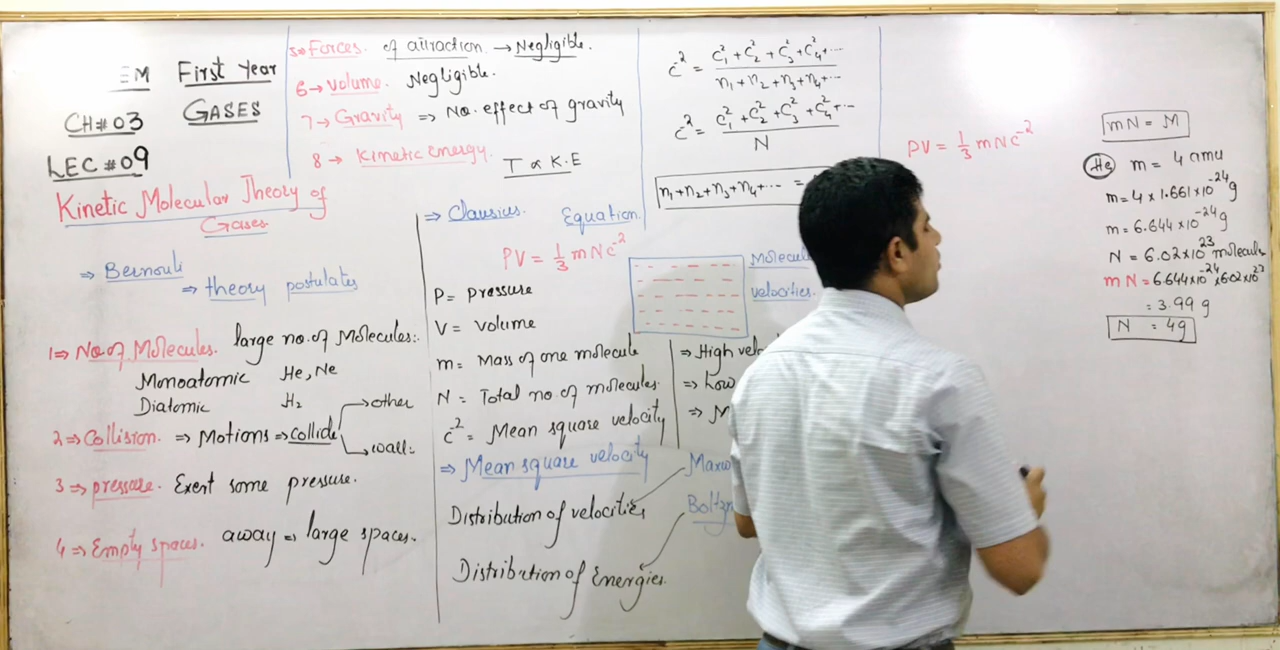 EM First Year
CH#03 GASES
LEC #09
Kinetic Molecular Theory of
Gases
⇒ Bernouli
⇒ theory postulates
1⇒ No. of Molecules. large no. of Molecules:.
Monoatomic He, Ne
Diatomic H₂
2⇒ Collision. ⇒ Motions ⇒ collide → other
→ wall:.
3 ⇒ pressure. Exert some pressure.
4 ⇒ Empty spaces. away ⇒ large spaces.
5⇒ Forces. of attraction → Negligible.
6 → volume. Negligible.
7 → Gravity ⇒ No. effect of gravity
8 → Kinetic energy. T ∝ K.E
⇒ Clausius. Equation.
PV = 1/3 mNc̄²
P = pressure
V = volume
m = Mass of one molecule
N = Total no. of molecules.
c̄² = Mean square velocity
⇒ Mean square velocity
Distribution of velocities
Distribution of Energies.
c̄² = (c₁² + c₂² + c₃² + c₄² + ...) / (n₁ + n₂ + n₃ + n₄ + ...)
c̄² = (c₁² + c₂² + c₃² + c₄² + ...) / N
n₁ + n₂ + n₃ + n₄ + ... =
velocities.
⇒ High
⇒ Low
PV = 1/3 mNc̄²
mN = M
He m = 4 amu
m = 4 × 1.661 × 10⁻²⁴ g
m = 6.644 × 10⁻²⁴ g
N = 6.02 × 10²³ molecule
mN = 6.644 × 10⁻²⁴ × 6.02 × 10²³
= 3.99 g
N = 4g